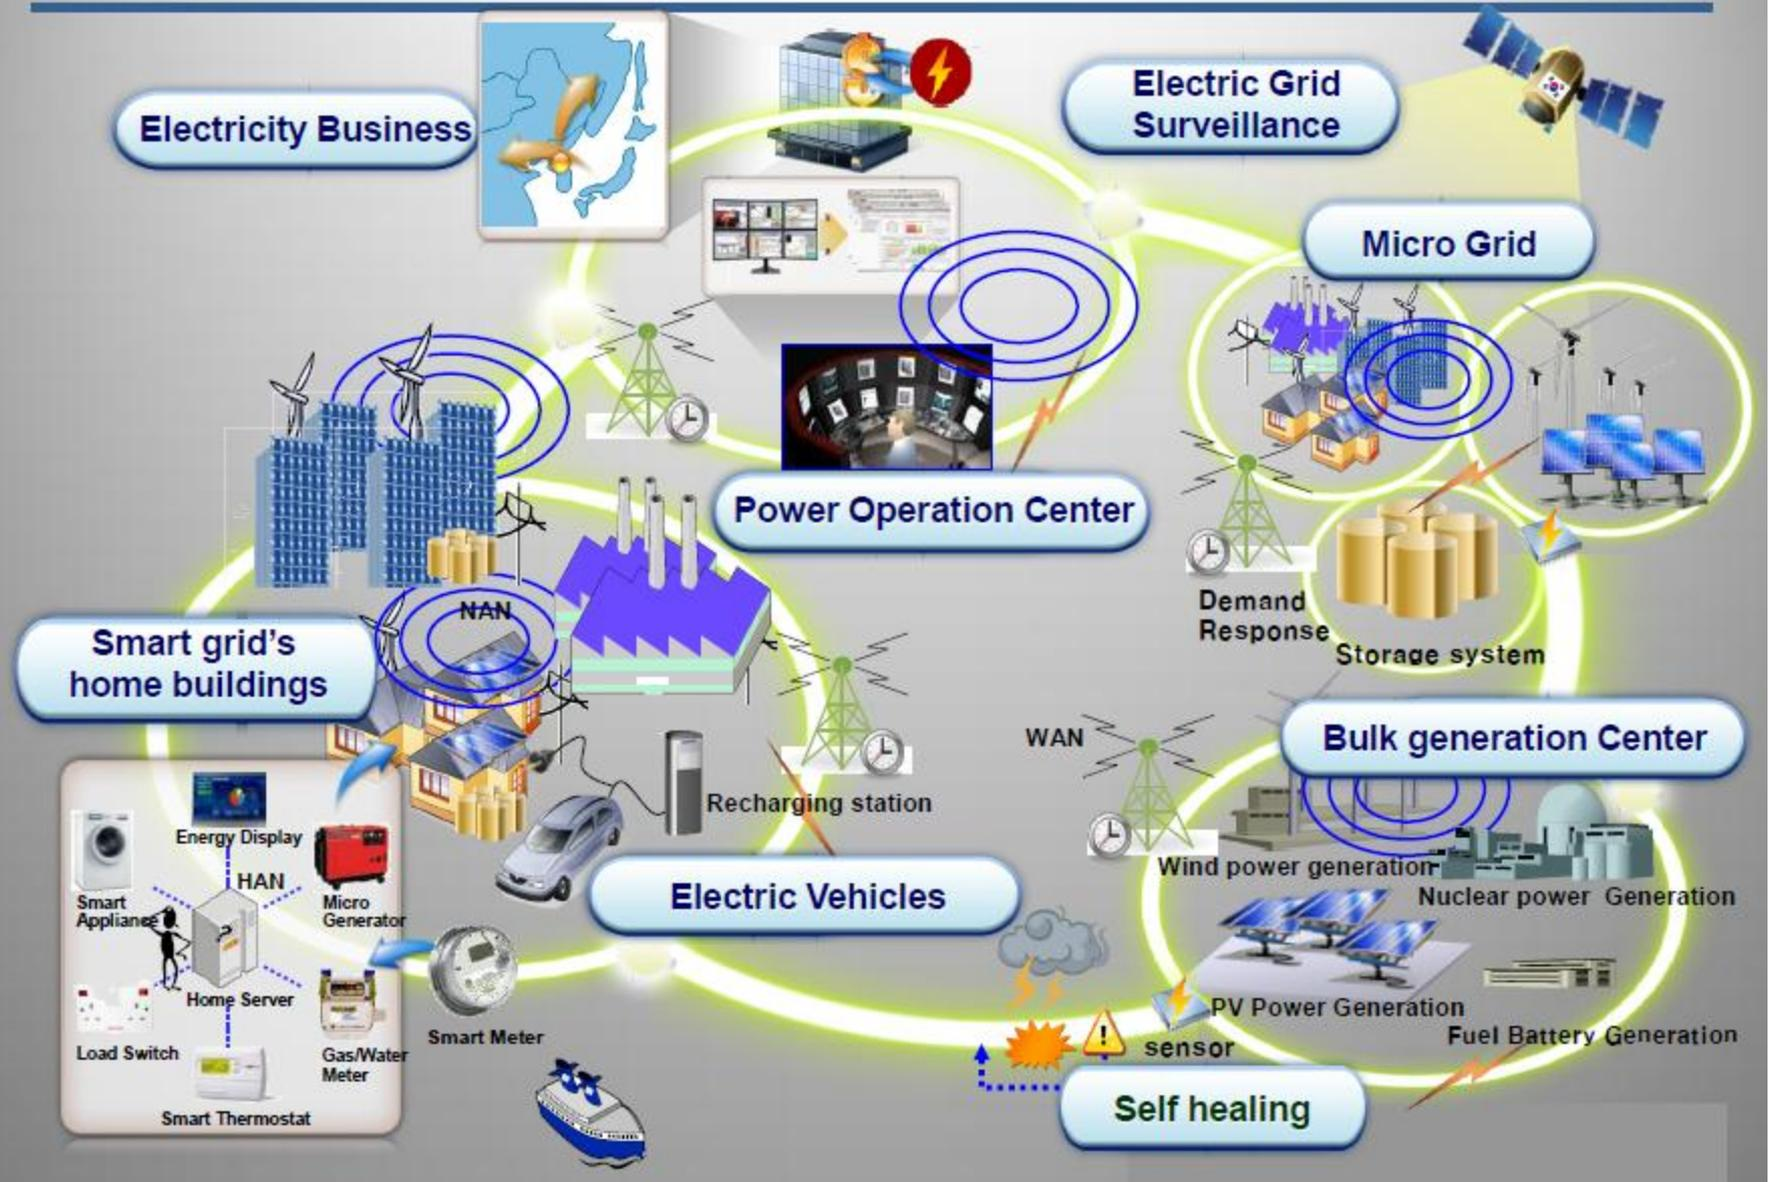 Electricity Business
Electric Grid
Surveillance
Micro Grid
Power Operation Center
Demand
Response
Storage system
NAN
Smart grid's
home buildings
WAN
Bulk generation Center
Recharging station
Energy Display
HAN
Smart
Appliance
Micro
Generator
Wind power generation
Nuclear power Generation
Electric Vehicles
Home Server
PV Power Generation
Smart Meter
Fuel Battery Generation
Load Switch
Gas/Water
Meter
sensor
Smart Thermostat
Self healing